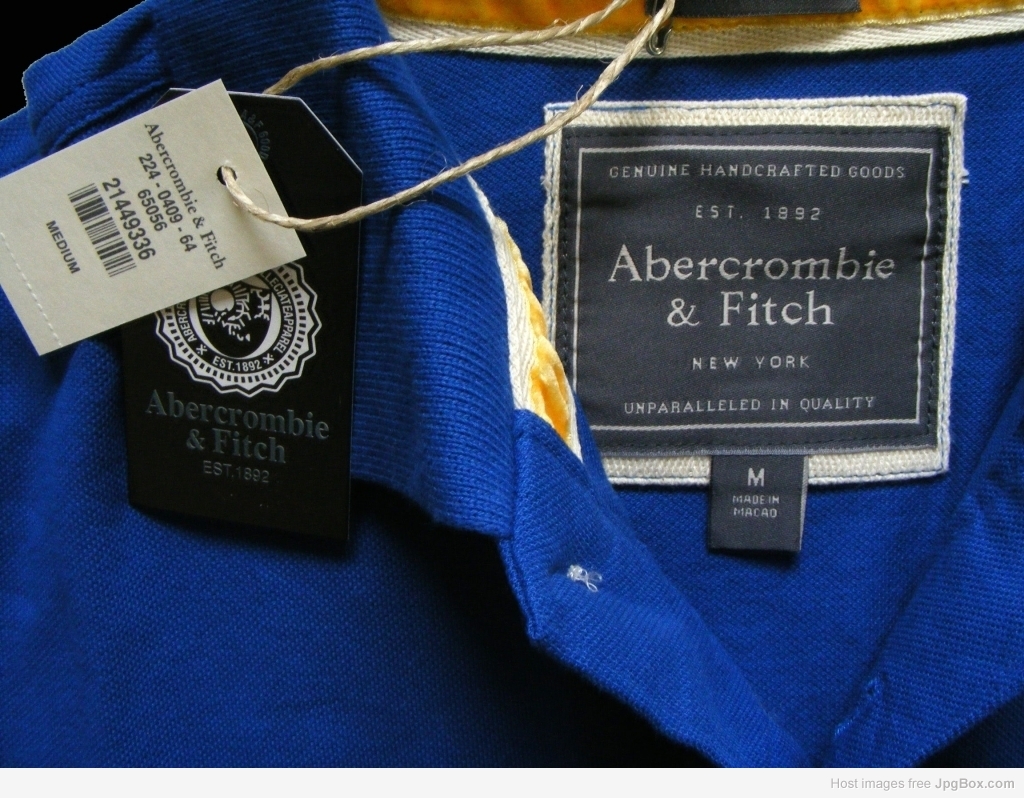 Abercrombie & Fitch
224 - 0409 - 64
65056
21449336
MEDIUM
EST.1892
Abercrombie
& Fitch
EST.1892
GENUINE HANDCRAFTED GOODS
EST. 1892
Abercrombie
& Fitch
NEW YORK
UNPARALLELED IN QUALITY
M
MADE IN
MACAO
Host images free JpgBox.com